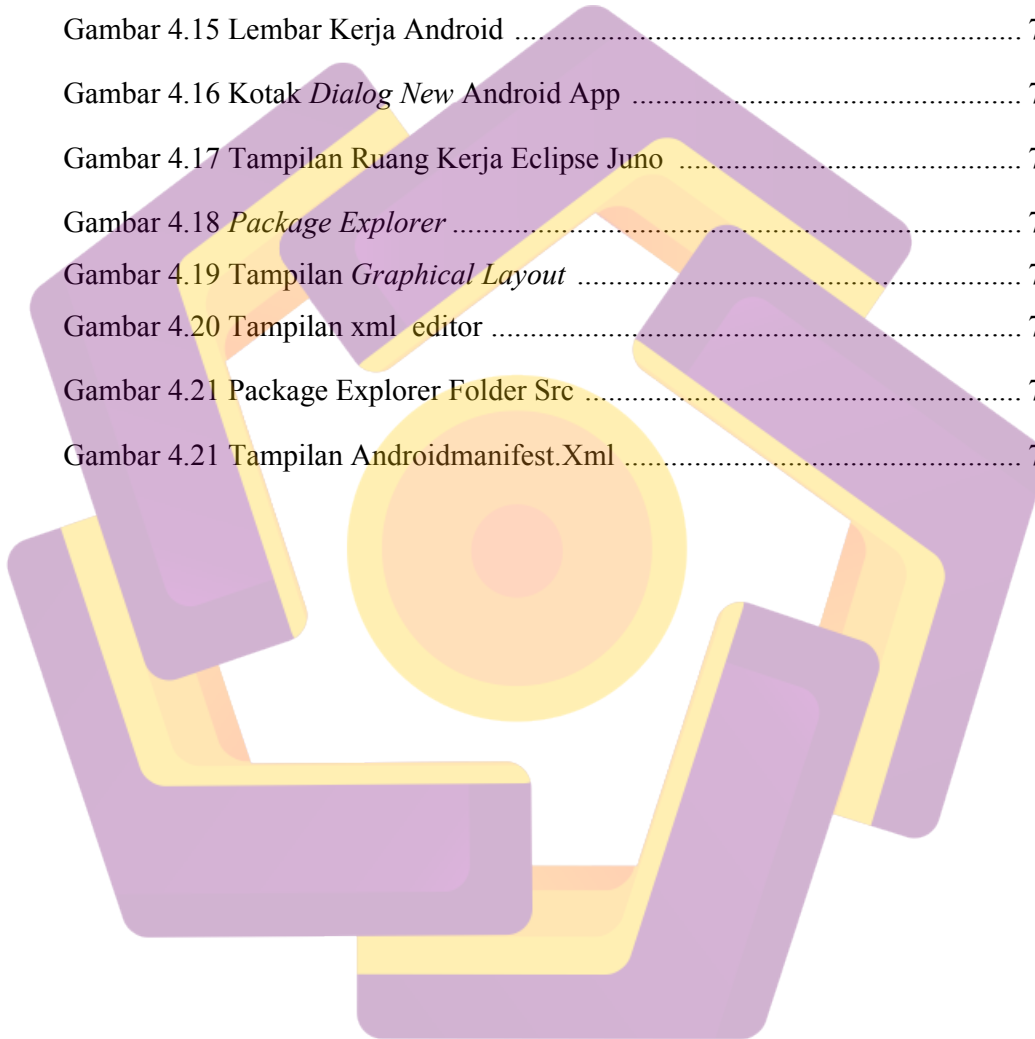 Gambar 4.15 Lembar Kerja Android ................................................................ 7
Gambar 4.16 Kotak Dialog New Android App ................................................. 7
Gambar 4.17 Tampilan Ruang Kerja Eclipse Juno ........................................... 7
Gambar 4.18 Package Explorer ........................................................................ 7
Gambar 4.19 Tampilan Graphical Layout ........................................................ 7
Gambar 4.20 Tampilan xml  editor ................................................................... 7
Gambar 4.21 Package Explorer Folder Src ....................................................... 7
Gambar 4.21 Tampilan Androidmanifest.Xml .................................................. 7